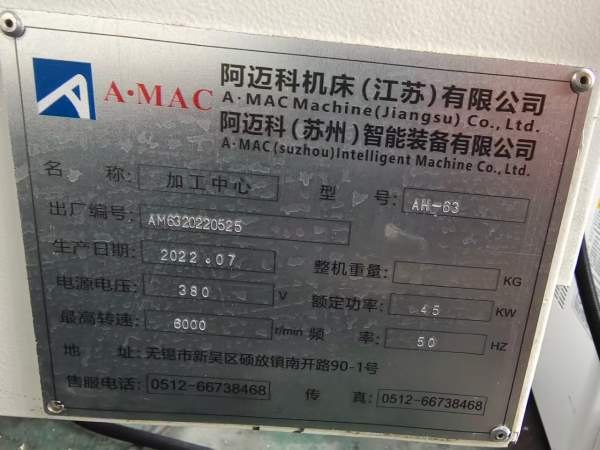 A·MAC 阿迈科机床(江苏)有限公司
A·MAC Machine(Jiangsu) Co., Ltd.
阿迈科(苏州)智能装备有限公司
A·MAC(suzhou)Intelligent Machine Co., Ltd.
名 称: 加工中心 型 号: AH-63
出厂编号: AM6320220525
生产日期: 2022.07 整机重量: KG
电源电压: 380 V 额定功率: 45 KW
最高转速: 6000 r/min 频 率: 50 HZ
地 址: 无锡市新吴区硕放镇南开路90-1号
售服电话: 0512-66738468 传 真: 0512-66738468